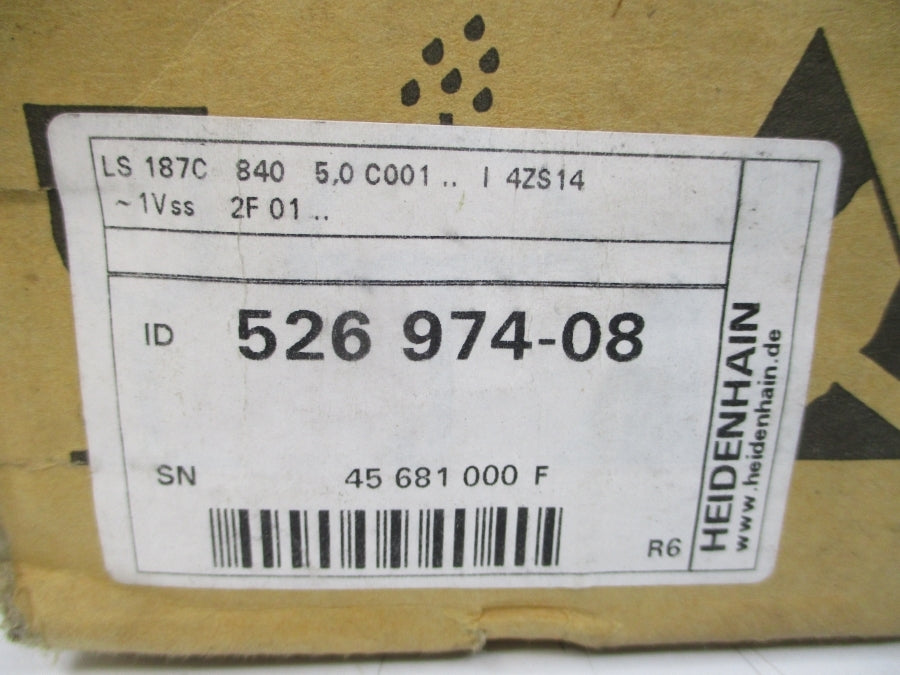 LS 187C 840 5,0 C001 .. I 4ZS14
~ 1Vss 2F 01 ..
ID 526 974-08
SN 45 681 000 F
R6
HEIDENHAIN
www.heidenhain.de